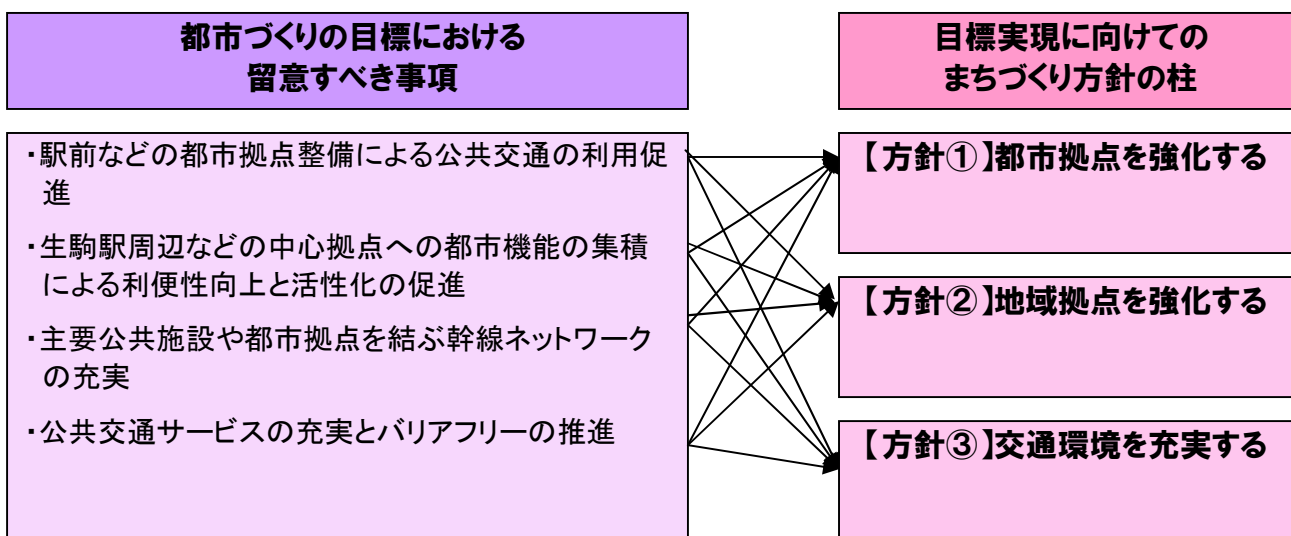 都市づくりの目標における
留意すべき事項
目標実現に向けての
まちづくり方針の柱
・駅前などの都市拠点整備による公共交通の利用促
進
・生駒駅周辺などの中心拠点への都市機能の集積
による利便性向上と活性化の促進
・主要公共施設や都市拠点を結ぶ幹線ネットワーク
の充実
・公共交通サービスの充実とバリアフリーの推進
【方針①】都市拠点を強化する
【方針②】地域拠点を強化する
【方針③】交通環境を充実する